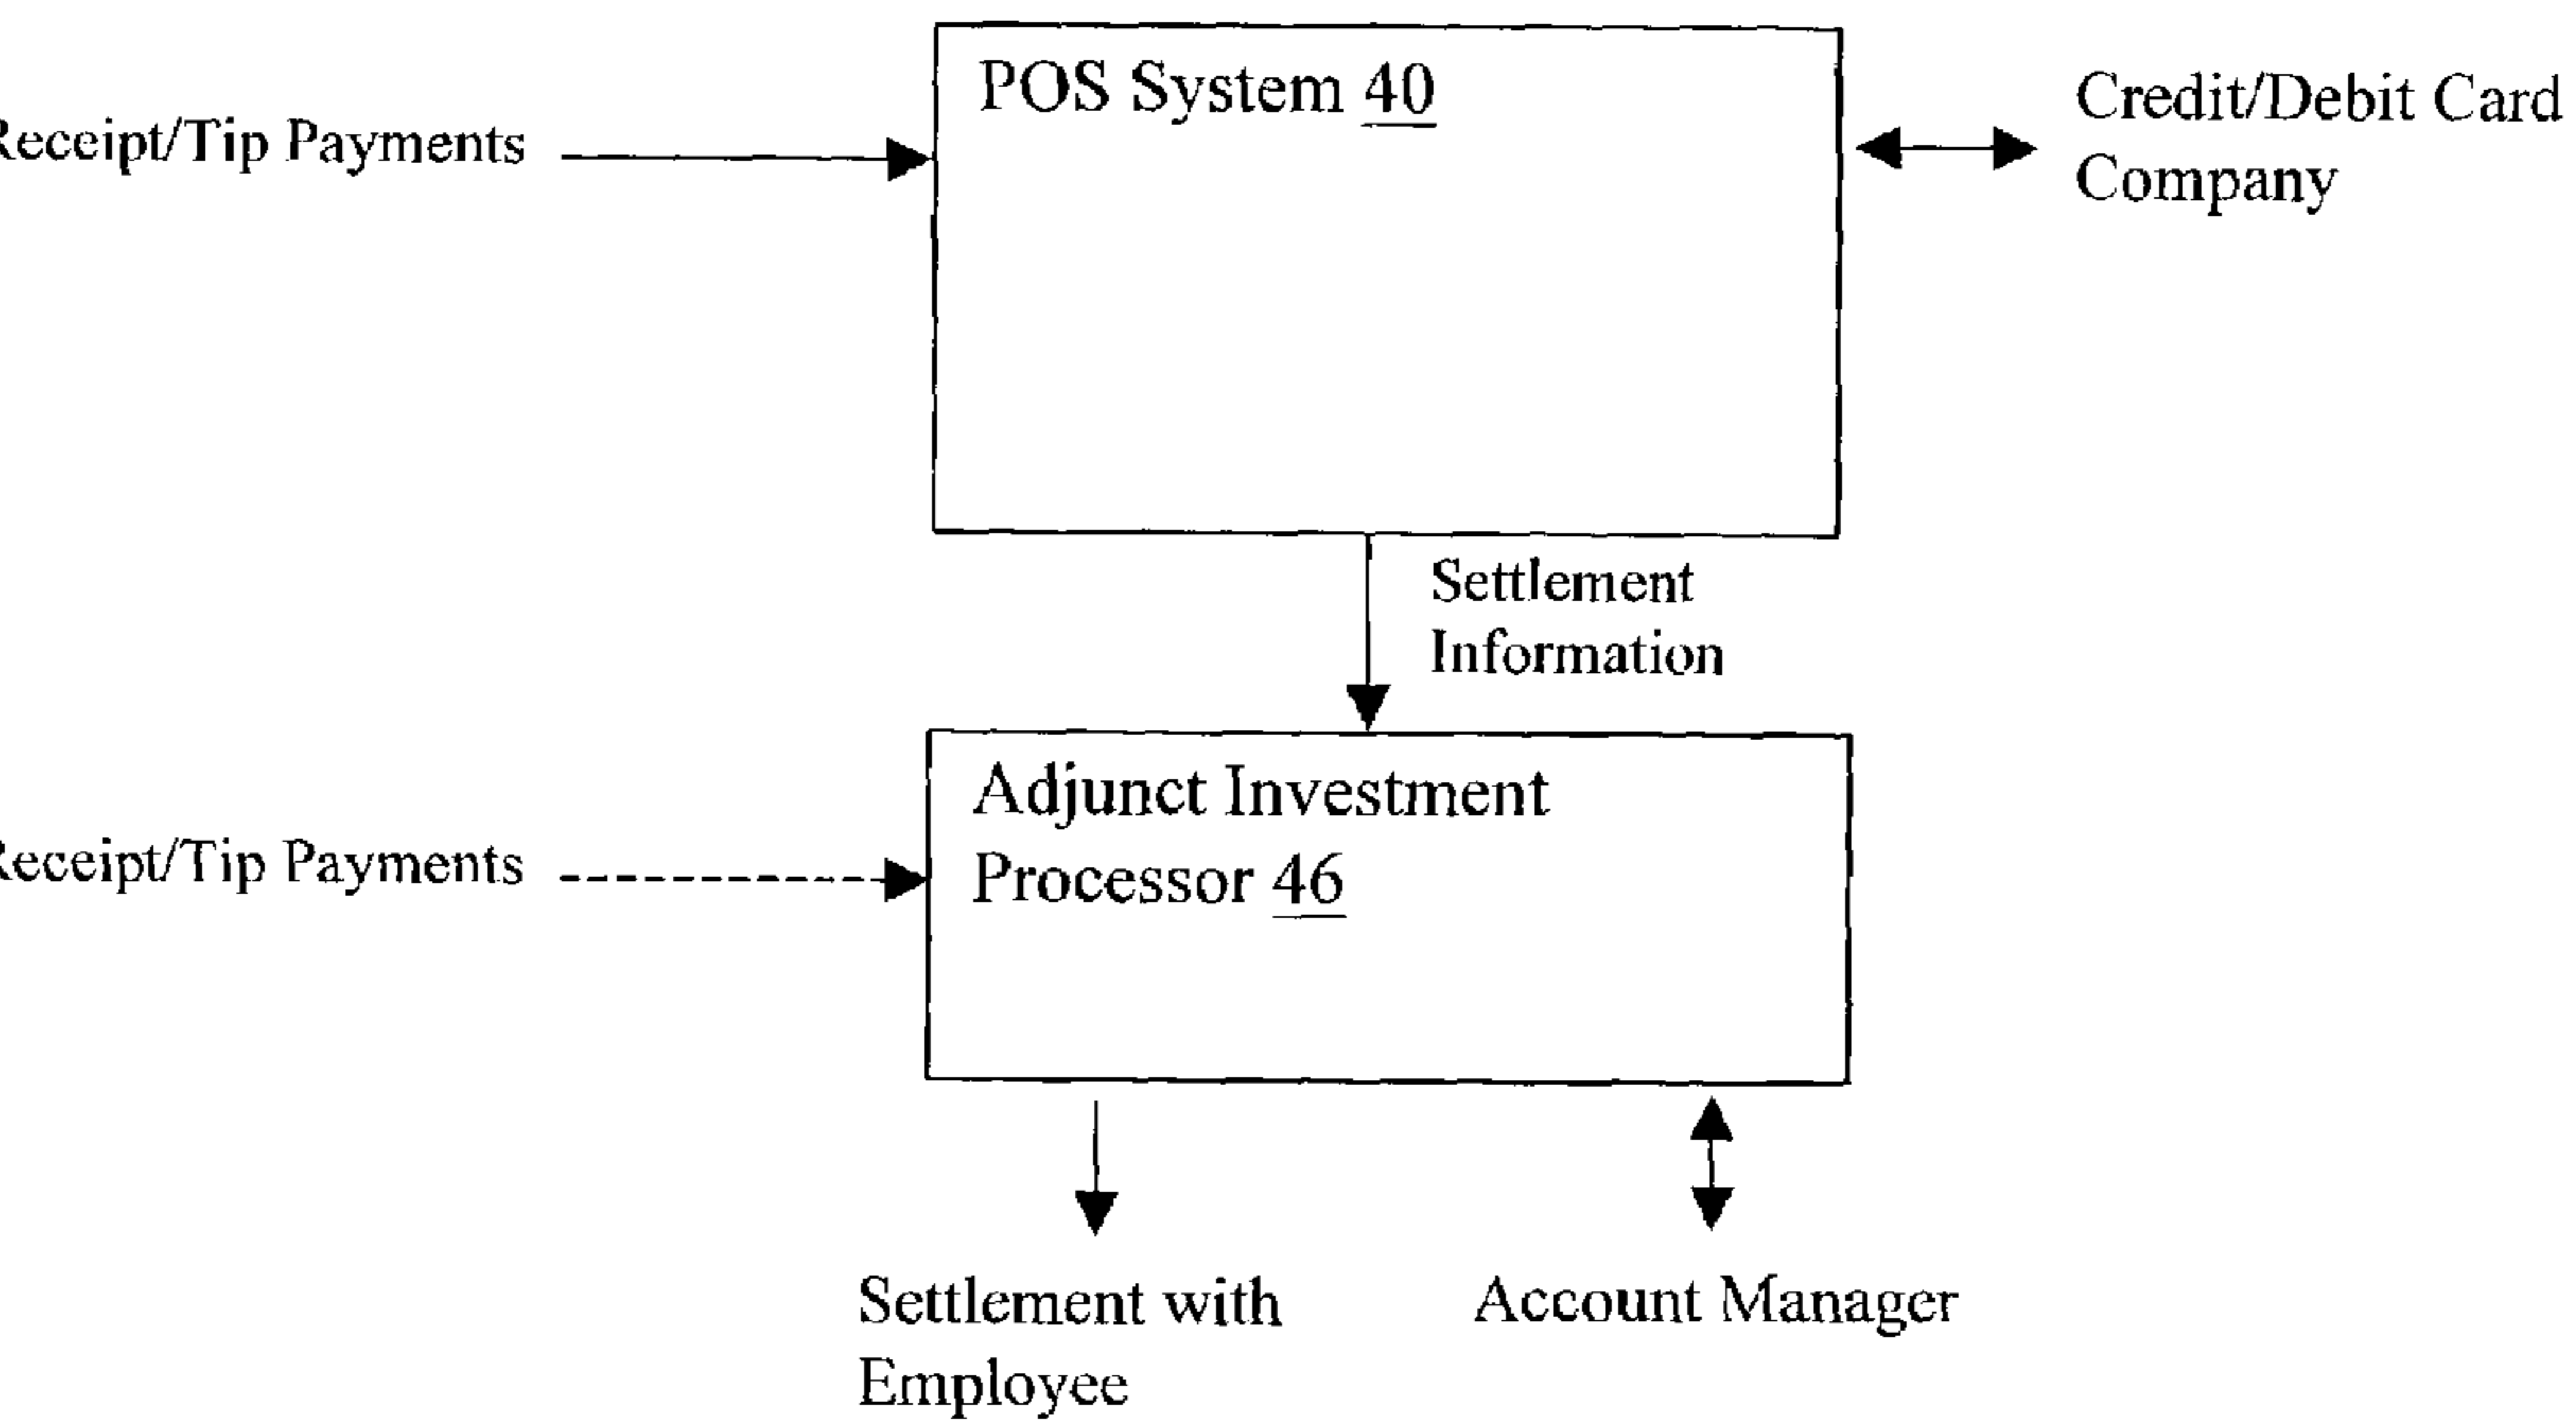 POS System 40
Credit/Debit Card
Company
Receipt/Tip Payments
Settlement
Information
Adjunct Investment
Processor 46
Receipt/Tip Payments
Settlement with
Employee
Account Manager